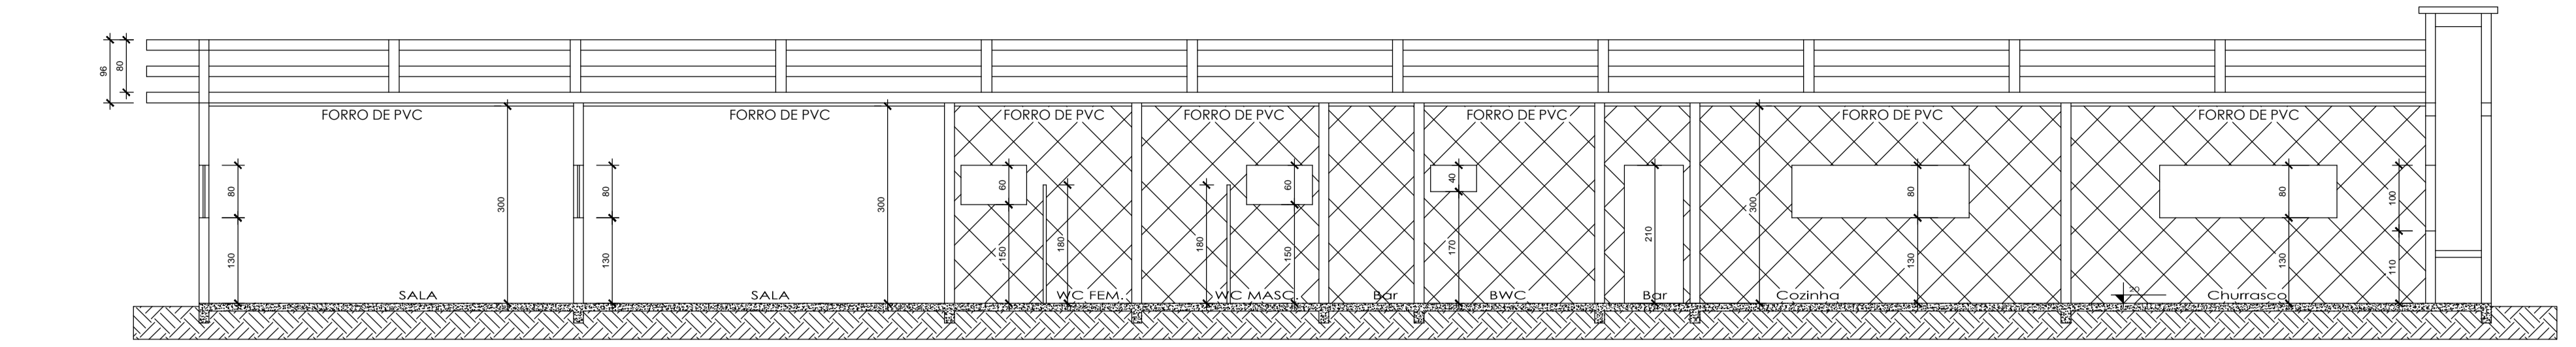 96
80
FORRO DE PVC
FORRO DE PVC
FORRO DE PVC
FORRO DE PVC
FORRO DE PVC
FORRO DE PVC
FORRO DE PVC
80
130
300
80
130
300
60
150
180
180
60
150
40
170
210
300
80
130
80
130
100
110
20
SALA
SALA
WC FEM.
WC MASC.
Bar
BWC
Bar
Cozinha
Churrasco